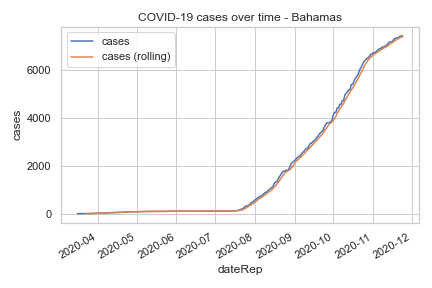 COVID-19 cases over time - Bahamas
cases
cases (rolling)
6000
4000
2000
0
cases
2020-04
2020-05
2020-06
2020-07
2020-08
2020-09
2020-10
2020-11
2020-12
dateRep